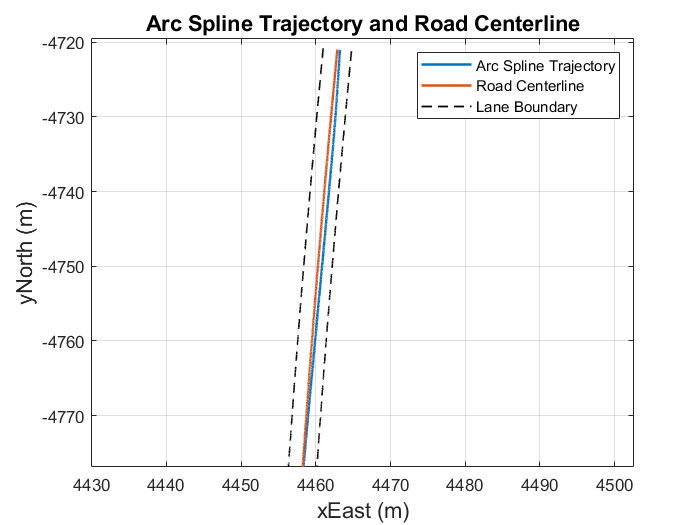 Arc Spline Trajectory and Road Centerline
Arc Spline Trajectory
Road Centerline
Lane Boundary
yNorth (m)
-4720
-4730
-4740
-4750
-4760
-4770
4430 4440 4450 4460 4470 4480 4490 4500
xEast (m)